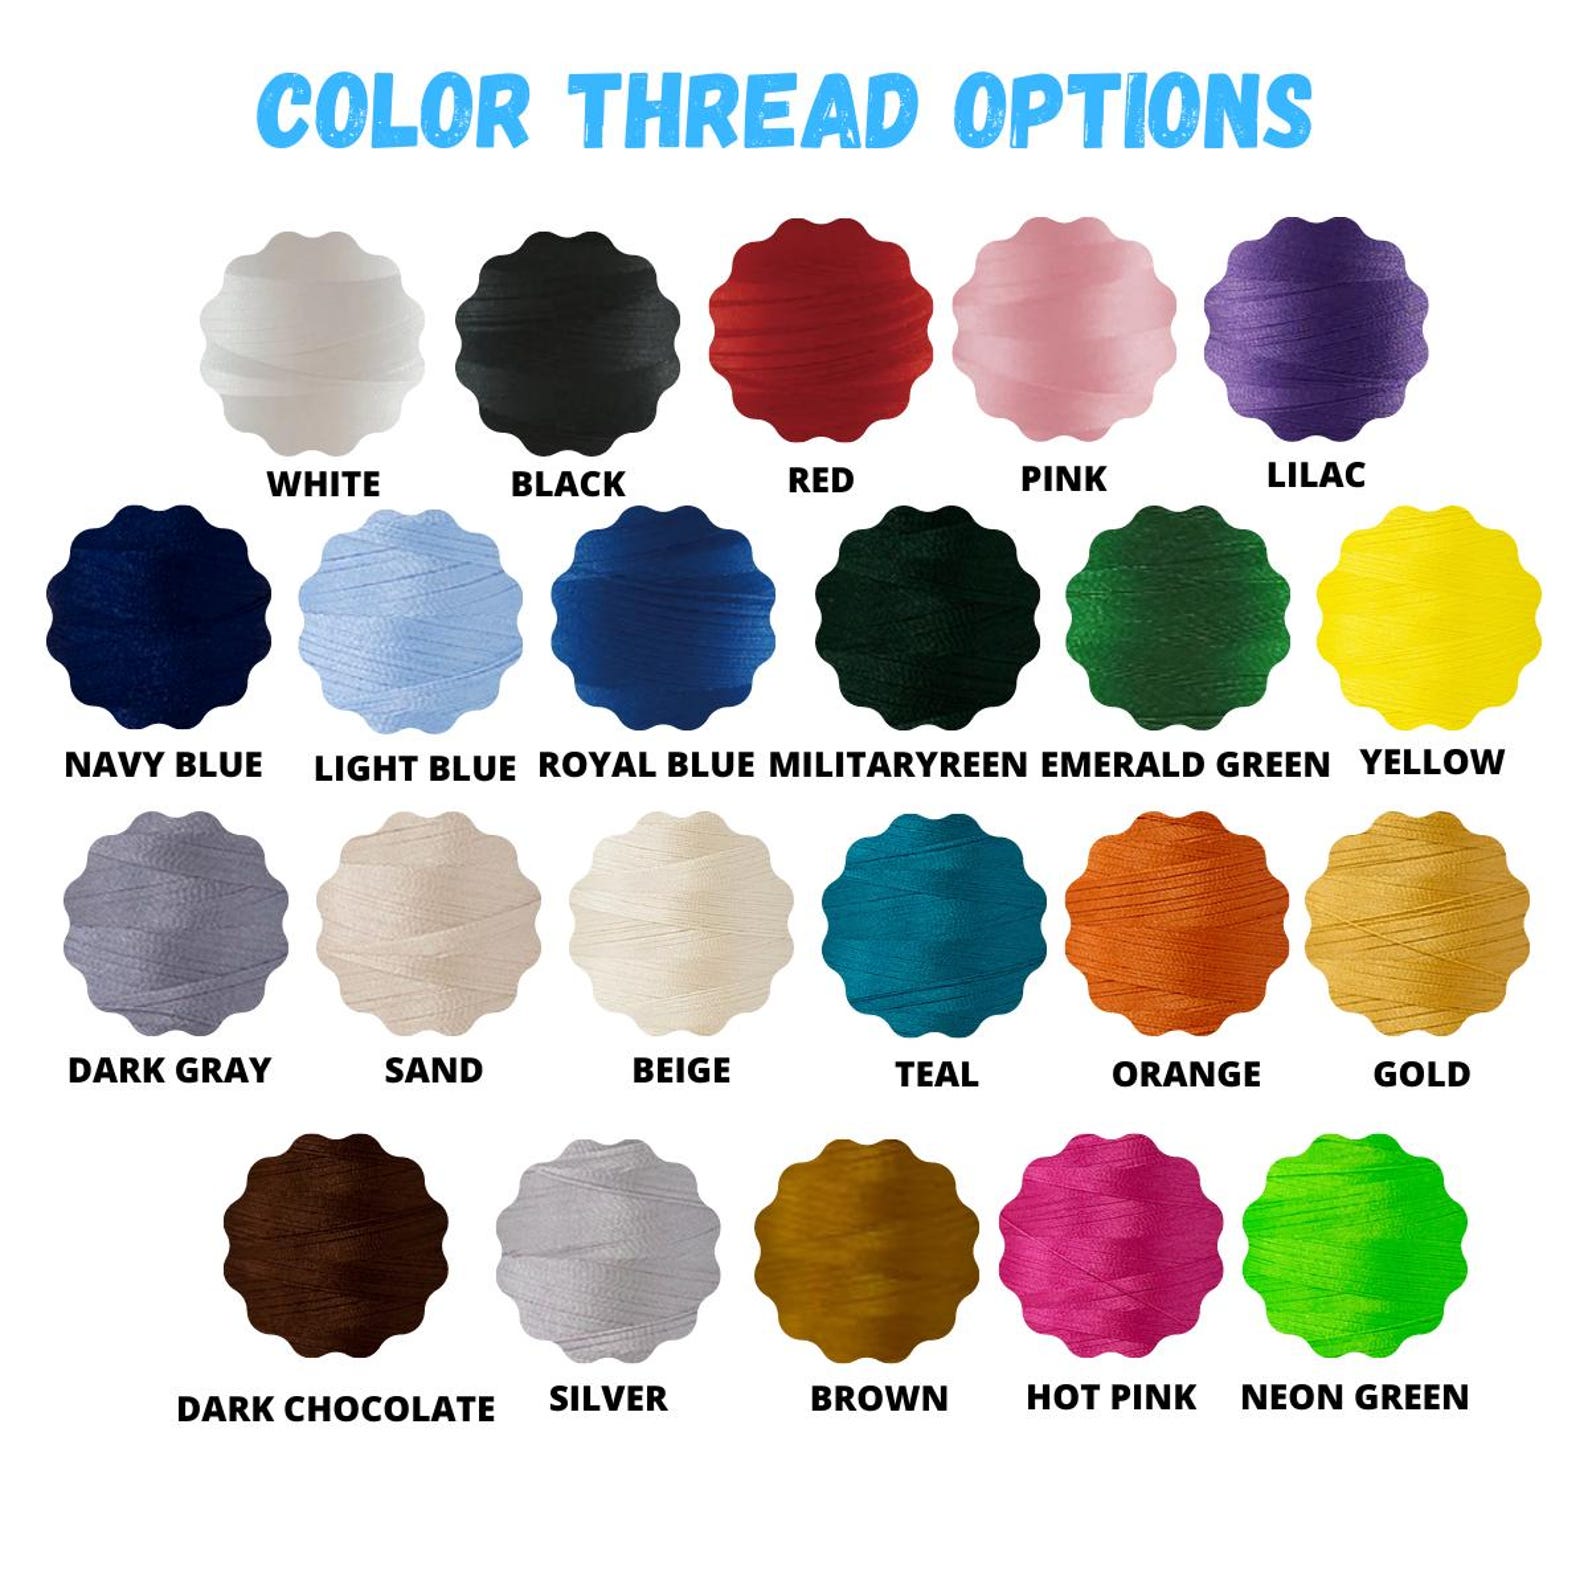 COLOR THREAD OPTIONS
WHITE
BLACK
RED
PINK
LILAC
NAVY BLUE
LIGHT BLUE
ROYAL BLUE
MILITARYREEN
EMERALD GREEN
YELLOW
DARK GRAY
SAND
BEIGE
TEAL
ORANGE
GOLD
DARK CHOCOLATE
SILVER
BROWN
HOT PINK
NEON GREEN